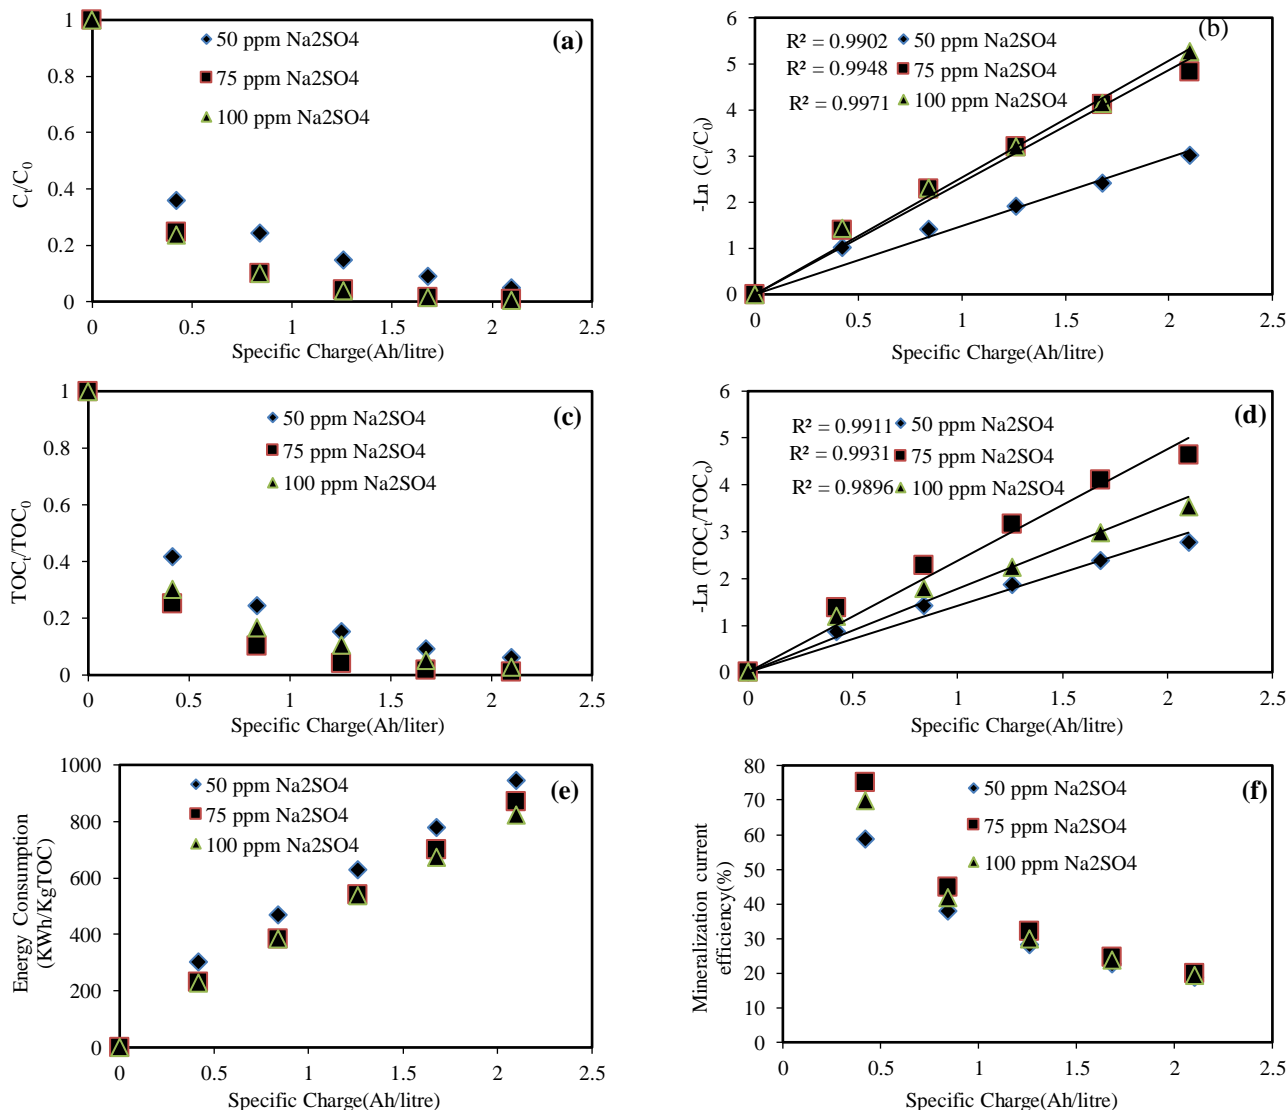 (a)
1
0.8
0.6
0.4
0.2
0
0 0.5 1 1.5 2 2.5
Ct/C0
Specific Charge(Ah/litre)
50 ppm Na2SO4
75 ppm Na2SO4
100 ppm Na2SO4
(b)
6
5
4
3
2
1
0
0 0.5 1 1.5 2 2.5
-Ln (Ct/C0)
Specific Charge(Ah/litre)
R² = 0.9902 50 ppm Na2SO4
R² = 0.9948 75 ppm Na2SO4
R² = 0.9971 100 ppm Na2SO4
(c)
1
0.8
0.6
0.4
0.2
0
0 0.5 1 1.5 2 2.5
TOCt/TOC0
Specific Charge(Ah/liter)
50 ppm Na2SO4
75 ppm Na2SO4
100 ppm Na2SO4
(d)
6
5
4
3
2
1
0
0 0.5 1 1.5 2 2.5
-Ln (TOCt/TOCo)
Specific Charge(Ah/litre)
R² = 0.9911 50 ppm Na2SO4
R² = 0.9931 75 ppm Na2SO4
R² = 0.9896 100 ppm Na2SO4
(e)
1000
800
600
400
200
0
0 0.5 1 1.5 2 2.5
Energy Consumption
(KWh/KgTOC)
Specific Charge(Ah/litre)
50 ppm Na2SO4
75 ppm Na2SO4
100 ppm Na2SO4
(f)
80
70
60
50
40
30
20
10
0
0 0.5 1 1.5 2 2.5
Mineralization current
efficiency(%)
Specific Charge(Ah/litre)
50 ppm Na2SO4
75 ppm Na2SO4
100 ppm Na2SO4